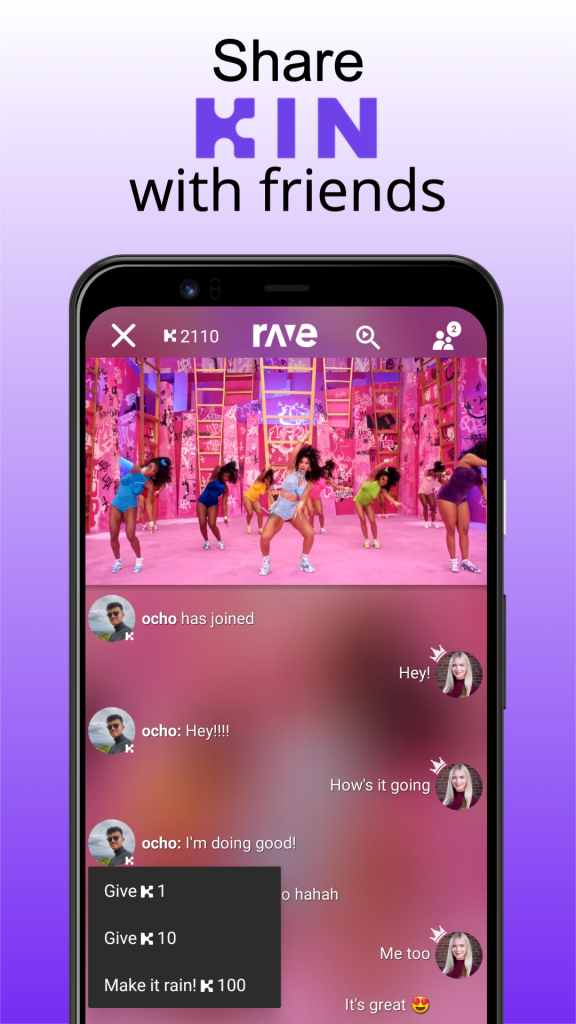 Share
KIN
with friends
2110
rave
2
ocho has joined
Hey!
ocho: Hey!!!!
How's it going
ocho: I'm doing good!
o hahah
Give K 1
Give K 10
Make it rain! K 100
Me too
It's great 😍